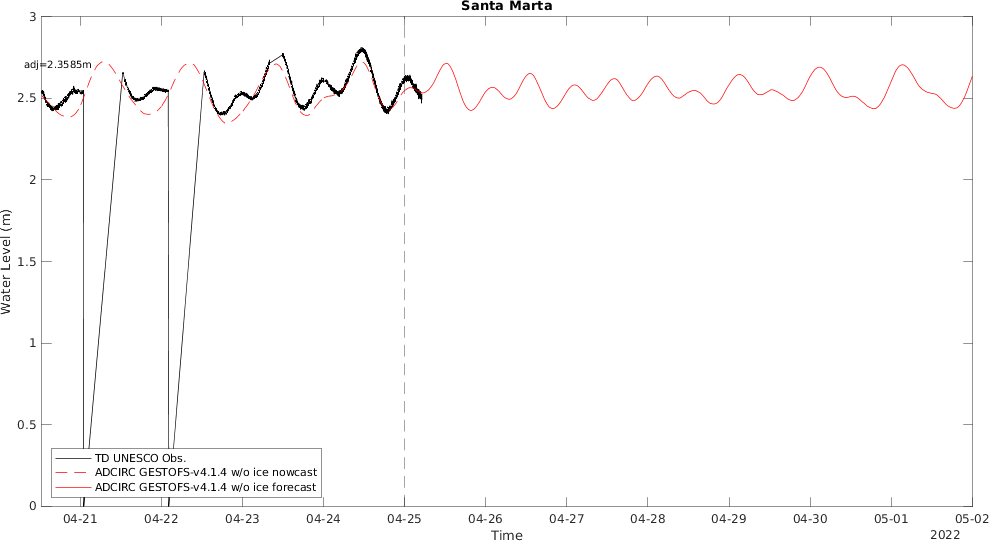 Santa Marta
3
adj=2.3585m
2.5
2
1.5
1
0.5
0
Water Level (m)
TD UNESCO Obs.
ADCIRC GESTOFS-v4.1.4 w/o ice nowcast
ADCIRC GESTOFS-v4.1.4 w/o ice forecast
04-21 04-22 04-23 04-24 04-25 04-26 04-27 04-28 04-29 04-30 05-01 05-02
Time
2022